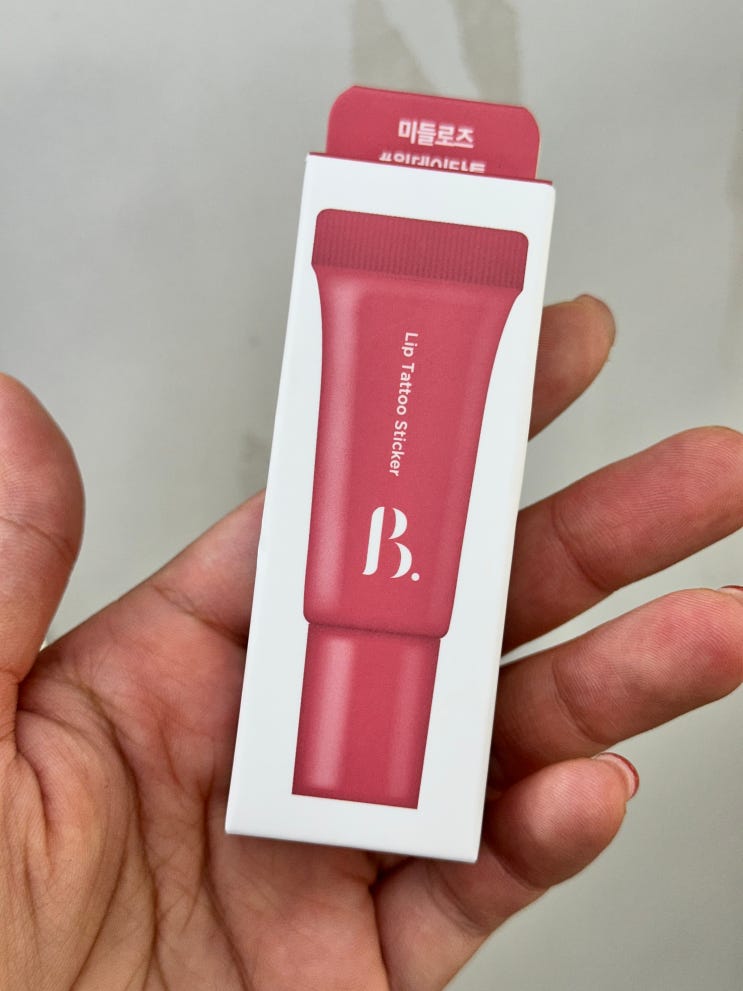 미들로즈
Lip Tattoo Sticker
B.